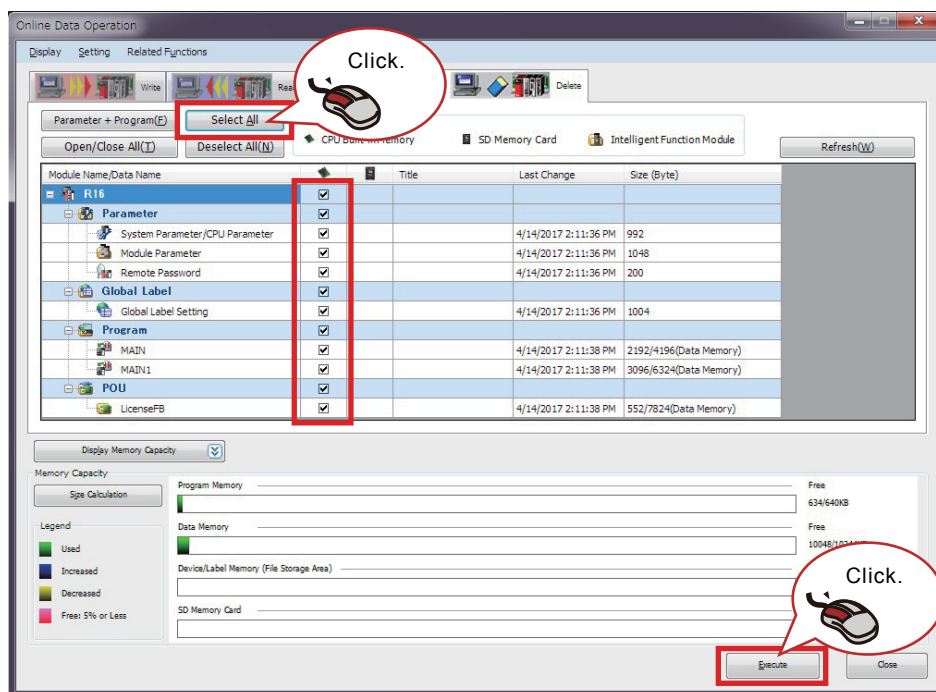 Online Data Operation
Display Setting Related Functions
Click.
Write
Rea
Delete
Parameter + Program(F) Select All
Open/Close All(T) Deselect All(N)
SD Memory Card Intelligent Function Module Refresh(W)
Module Name/Data Name Title Last Change Size (Byte)
R16
Parameter
System Parameter/CPU Parameter 4/14/2017 2:11:36 PM 992
Module Parameter 4/14/2017 2:11:36 PM 1048
Remote Password 4/14/2017 2:11:36 PM 200
Global Label
Global Label Setting 4/14/2017 2:11:36 PM 1004
Program
MAIN 4/14/2017 2:11:38 PM 2192/4196(Data Memory)
MAIN1 4/14/2017 2:11:38 PM 3096/6324(Data Memory)
POU
LicenseFB 4/14/2017 2:11:38 PM 552/7824(Data Memory)
Display Memory Capacity
Memory Capacity
Size Calculation
Program Memory Free
634/640KB
Legend
Used
Increased
Decreased
Free: 5% or Less
Data Memory Free
Device/Label Memory (File Storage Area)
SD Memory Card
Click.
Execute Close